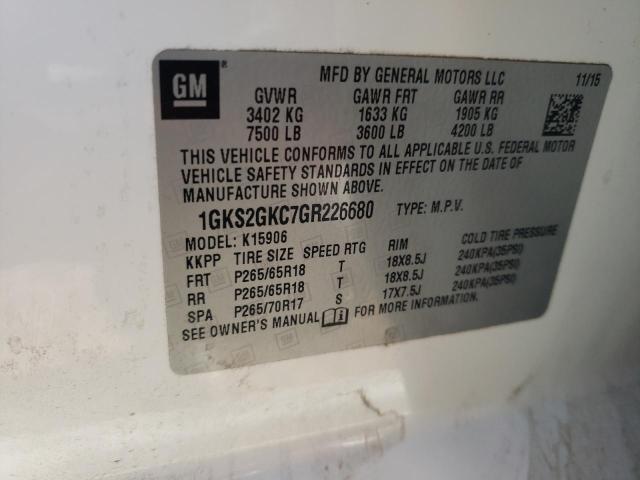 GM ® MFD BY GENERAL MOTORS LLC 11/15
GVWR GAWR FRT GAWR RR
3402 KG 1633 KG 1905 KG
7500 LB 3600 LB 4200 LB
THIS VEHICLE CONFORMS TO ALL APPLICABLE U.S. FEDERAL MOTOR
VEHICLE SAFETY STANDARDS IN EFFECT ON THE DATE OF
MANUFACTURE SHOWN ABOVE.
1GKS2GKC7GR226680 TYPE: M.P.V.
MODEL: K15906
KKPP TIRE SIZE SPEED RTG RIM COLD TIRE PRESSURE
FRT P265/65R18 T 18X8.5J 240KPA(35PSI)
RR P265/65R18 T 18X8.5J 240KPA(35PSI)
SPA P265/70R17 S 17X7.5J 240KPA(35PSI)
SEE OWNER'S MANUAL FOR MORE INFORMATION.